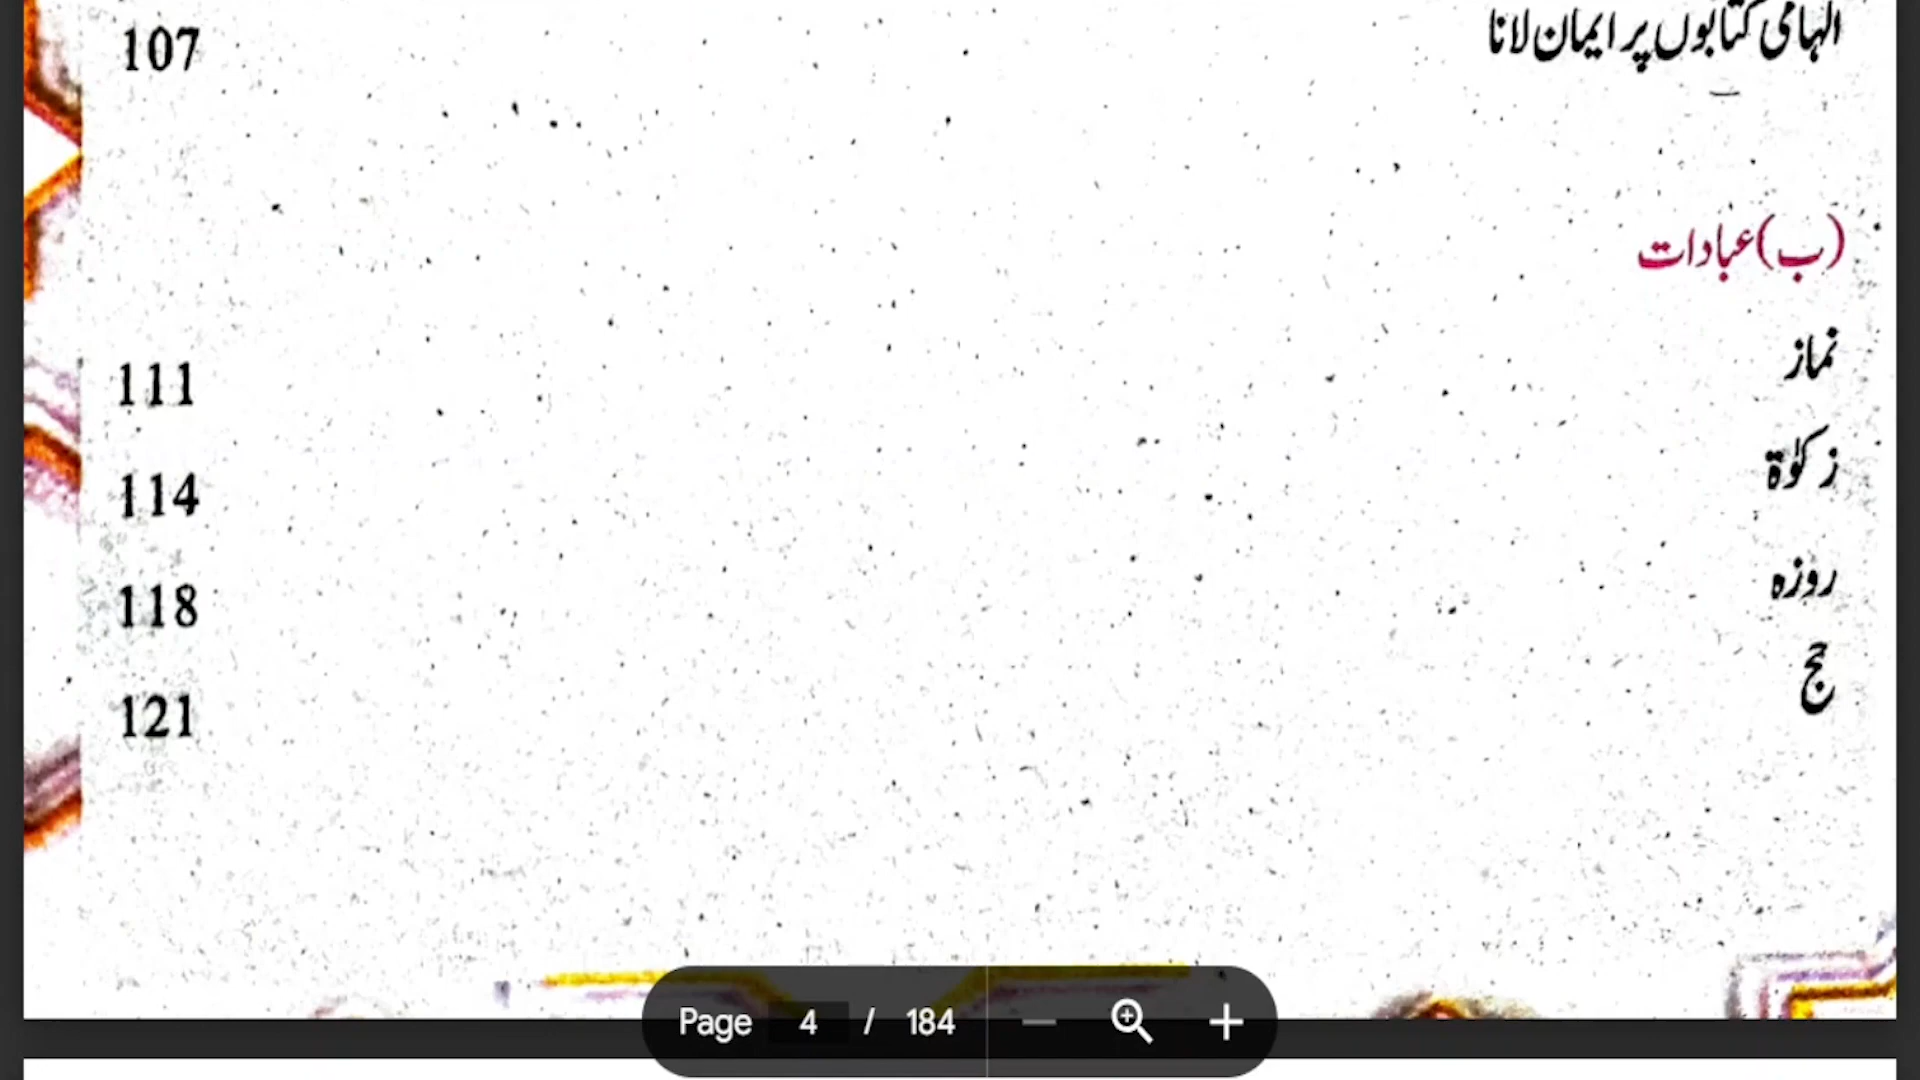 الہامی کتابوں پر ایمان لانا 107
(ب) عبادات
نماز 111
زکوٰۃ 114
روزہ 118
حج 121
Page 4 / 184